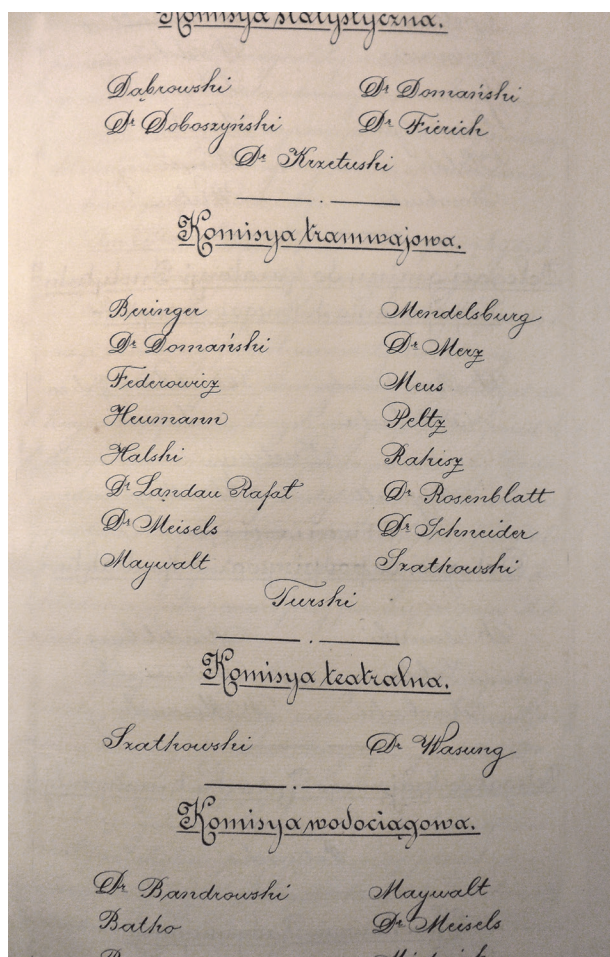 Komisya statystyczna.
Dąbrowski Dr Domański
Dr Doboszyński Dr Fierich
Dr Krzetuski
Komisya tramwajowa.
Beringer Mendelsburg
Dr Domański Dr Merz
Federowicz Meus
Heumann Peltz
Halski Rakisz
Dr Landau Rafał Dr Rosenblatt
Dr Meisels Dr Schneider
Maywalt Szatkowski
Turski
Komisya teatralna.
Szatkowski Dr Wasung
Komisya wodociągowa.
Dr Bandrowski Maywalt
Batko Dr Meisels